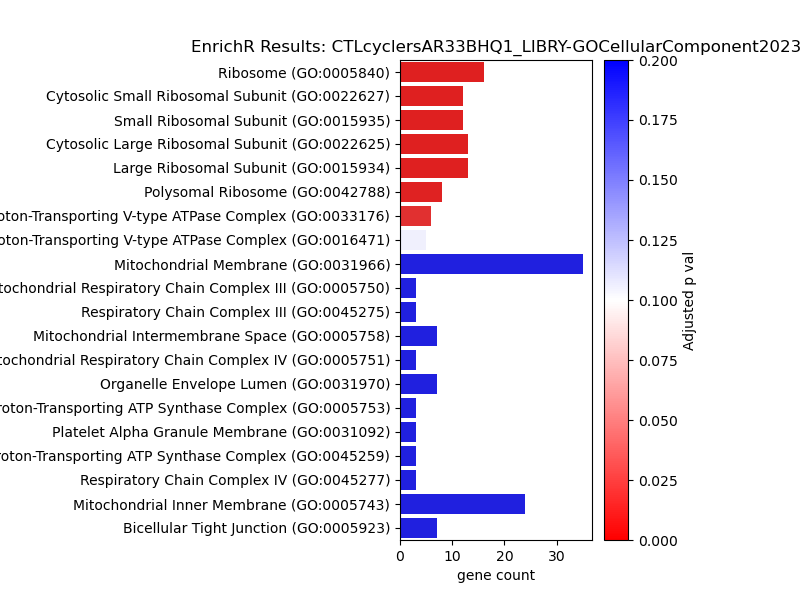 EnrichR Results: CTLcyclersAR33BHQ1_LIBRY-GOCellularComponent2023
Ribosome (GO:0005840)
Cytosolic Small Ribosomal Subunit (GO:0022627)
Small Ribosomal Subunit (GO:0015935)
Cytosolic Large Ribosomal Subunit (GO:0022625)
Large Ribosomal Subunit (GO:0015934)
Polysomal Ribosome (GO:0042788)
oton-Transporting V-type ATPase Complex (GO:0033176)
oton-Transporting V-type ATPase Complex (GO:0016471)
Mitochondrial Membrane (GO:0031966)
tochondrial Respiratory Chain Complex III (GO:0005750)
Respiratory Chain Complex III (GO:0045275)
Mitochondrial Intermembrane Space (GO:0005758)
tochondrial Respiratory Chain Complex IV (GO:0005751)
Organelle Envelope Lumen (GO:0031970)
roton-Transporting ATP Synthase Complex (GO:0005753)
Platelet Alpha Granule Membrane (GO:0031092)
roton-Transporting ATP Synthase Complex (GO:0045259)
Respiratory Chain Complex IV (GO:0045277)
Mitochondrial Inner Membrane (GO:0005743)
Bicellular Tight Junction (GO:0005923)
0 10 20 30
gene count
0.200
0.175
0.150
0.125
0.100
0.075
0.050
0.025
0.000
Adjusted p val